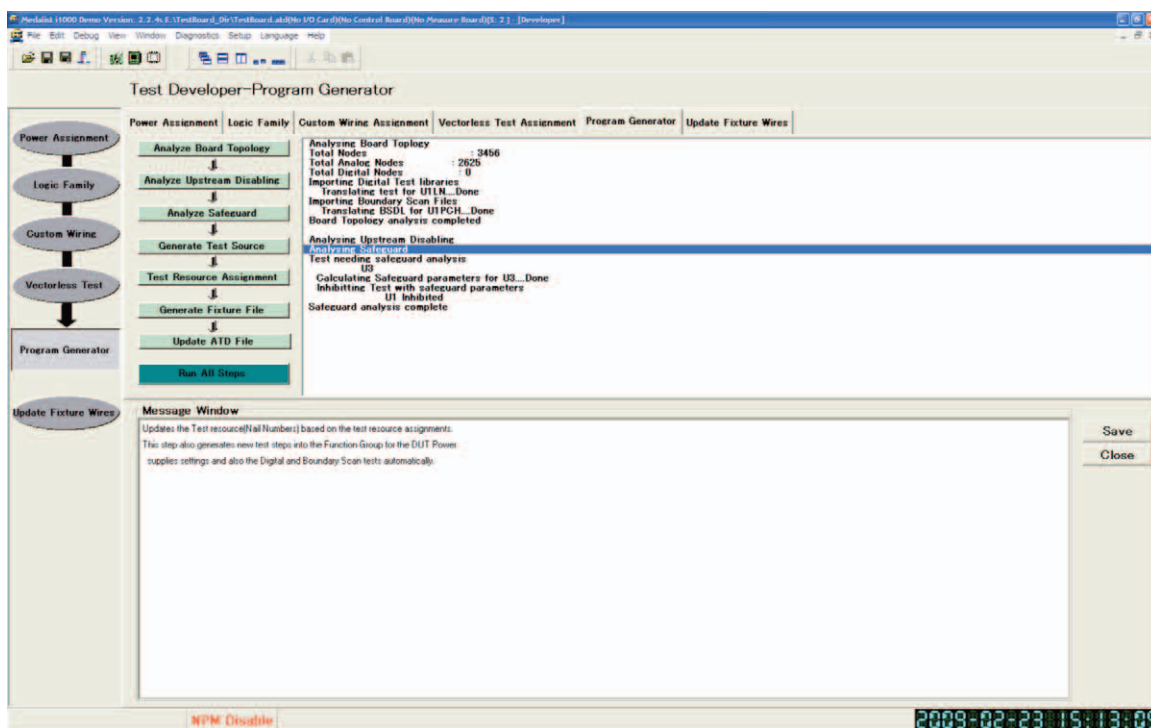 Medalist i1000 Demo Version: 2.2.4s E:\TestBoard_Dir\TestBoard.atd(No I/O Card)(No Control Board)(No Measure Board)[S: 2 ] - [Developer]
File Edit Debug View Window Diagnostics Setup Language Help
Test Developer-Program Generator
Power Assignment
Logic Family
Custom Wiring
Vectorless Test
Program Generator
Update Fixture Wires
Power Assignment Logic Family Custom Wiring Assignment Vectorless Test Assignment Program Generator Update Fixture Wires
Analyze Board Topology
Analyze Upstream Disabling
Analyze Safeguard
Generate Test Source
Test Resource Assignment
Generate Fixture File
Update ATD File
Run All Steps
Analysing Board Toplogy
Total Nodes : 3456
Total Analog Nodes : 2625
Total Digital Nodes : 0
Importing Digital Test libraries
Translating test for U1LN....Done
Importing Boundary Scan Files
Translating BSDL for U1PCH....Done
Board Topology analysis completed
Analysing Upstream Disabling
Analysing Safeguard
Test needing safeguard analysis
U3
Calculating Safeguard parameters for U3...Done
Inhibitting Test with safeguard parameters
U1 Inhibited
Safeguard analysis complete
Message Window
Updates the Test resource(Nail Numbers) based on the test resource assignments.
This step also generates new test steps into the Function Group for the DUT Power
supplies settings and also the Digital and Boundary Scan tests automatically.
Save
Close
NPM Disable